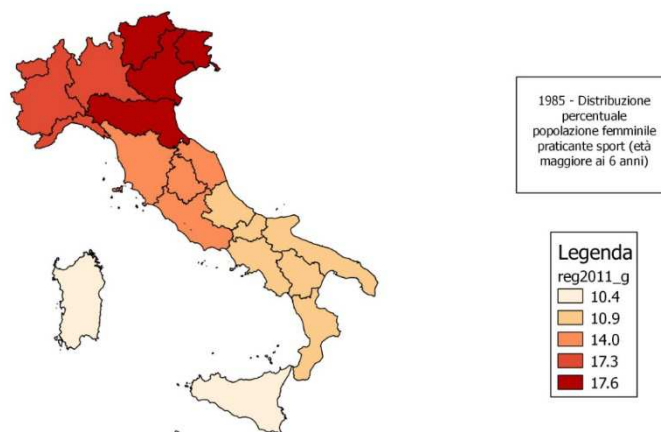 1985 - Distribuzione
percentuale
popolazione femminile
praticante sport (età
maggiore ai 6 anni)
Legenda
reg2011_g
10.4
10.9
14.0
17.3
17.6